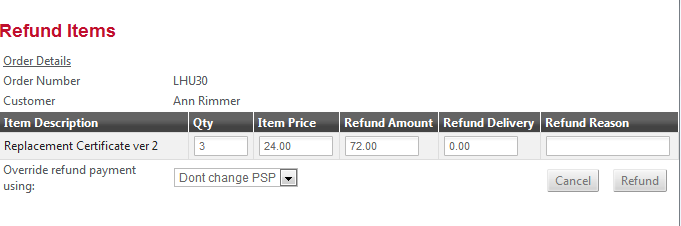 Refund Items
Order Details
Order Number LHU30
Customer Ann Rimmer
Item Description Qty Item Price Refund Amount Refund Delivery Refund Reason
Replacement Certificate ver 2 3 24.00 72.00 0.00
Override refund payment using: Dont change PSP Cancel Refund